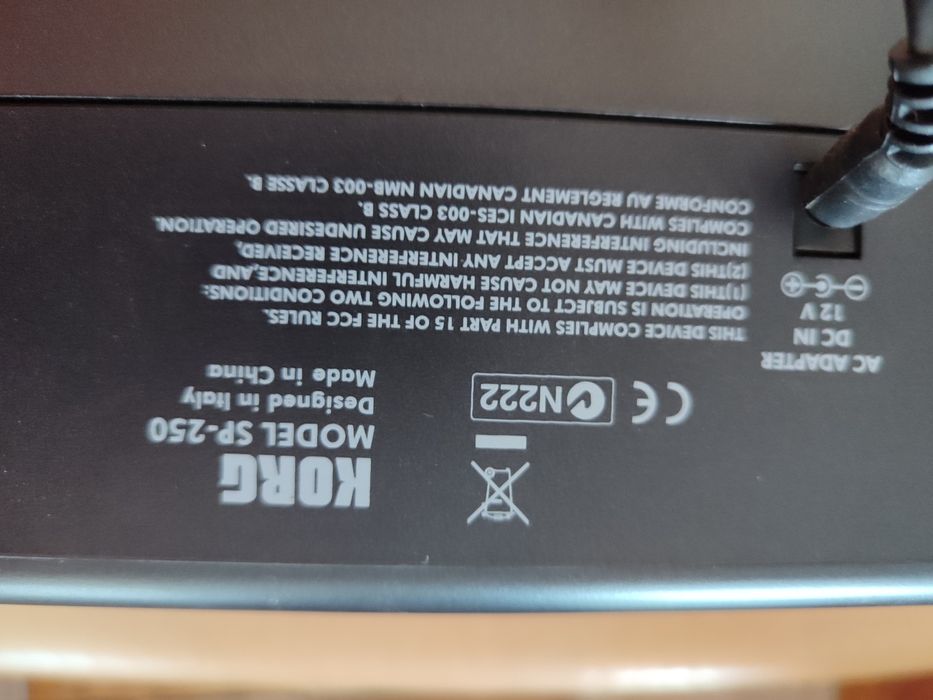 KORG
MODEL SP-250
Designed in Italy
Made in China
N222
CE
AC ADAPTER
DC IN
12 V
THIS DEVICE COMPLIES WITH PART 15 OF THE FCC RULES.
OPERATION IS SUBJECT TO THE FOLLOWING TWO CONDITIONS:
(1)THIS DEVICE MAY NOT CAUSE HARMFUL INTERFERENCE,AND
(2)THIS DEVICE MUST ACCEPT ANY INTERFERENCE RECEIVED,
INCLUDING INTERFERENCE THAT MAY CAUSE UNDESIRED OPERATION.
COMPLIES WITH CANADIAN ICES-003 CLASS B.
CONFORME AU REGLEMENT CANADIAN NMB-003 CLASSE B.